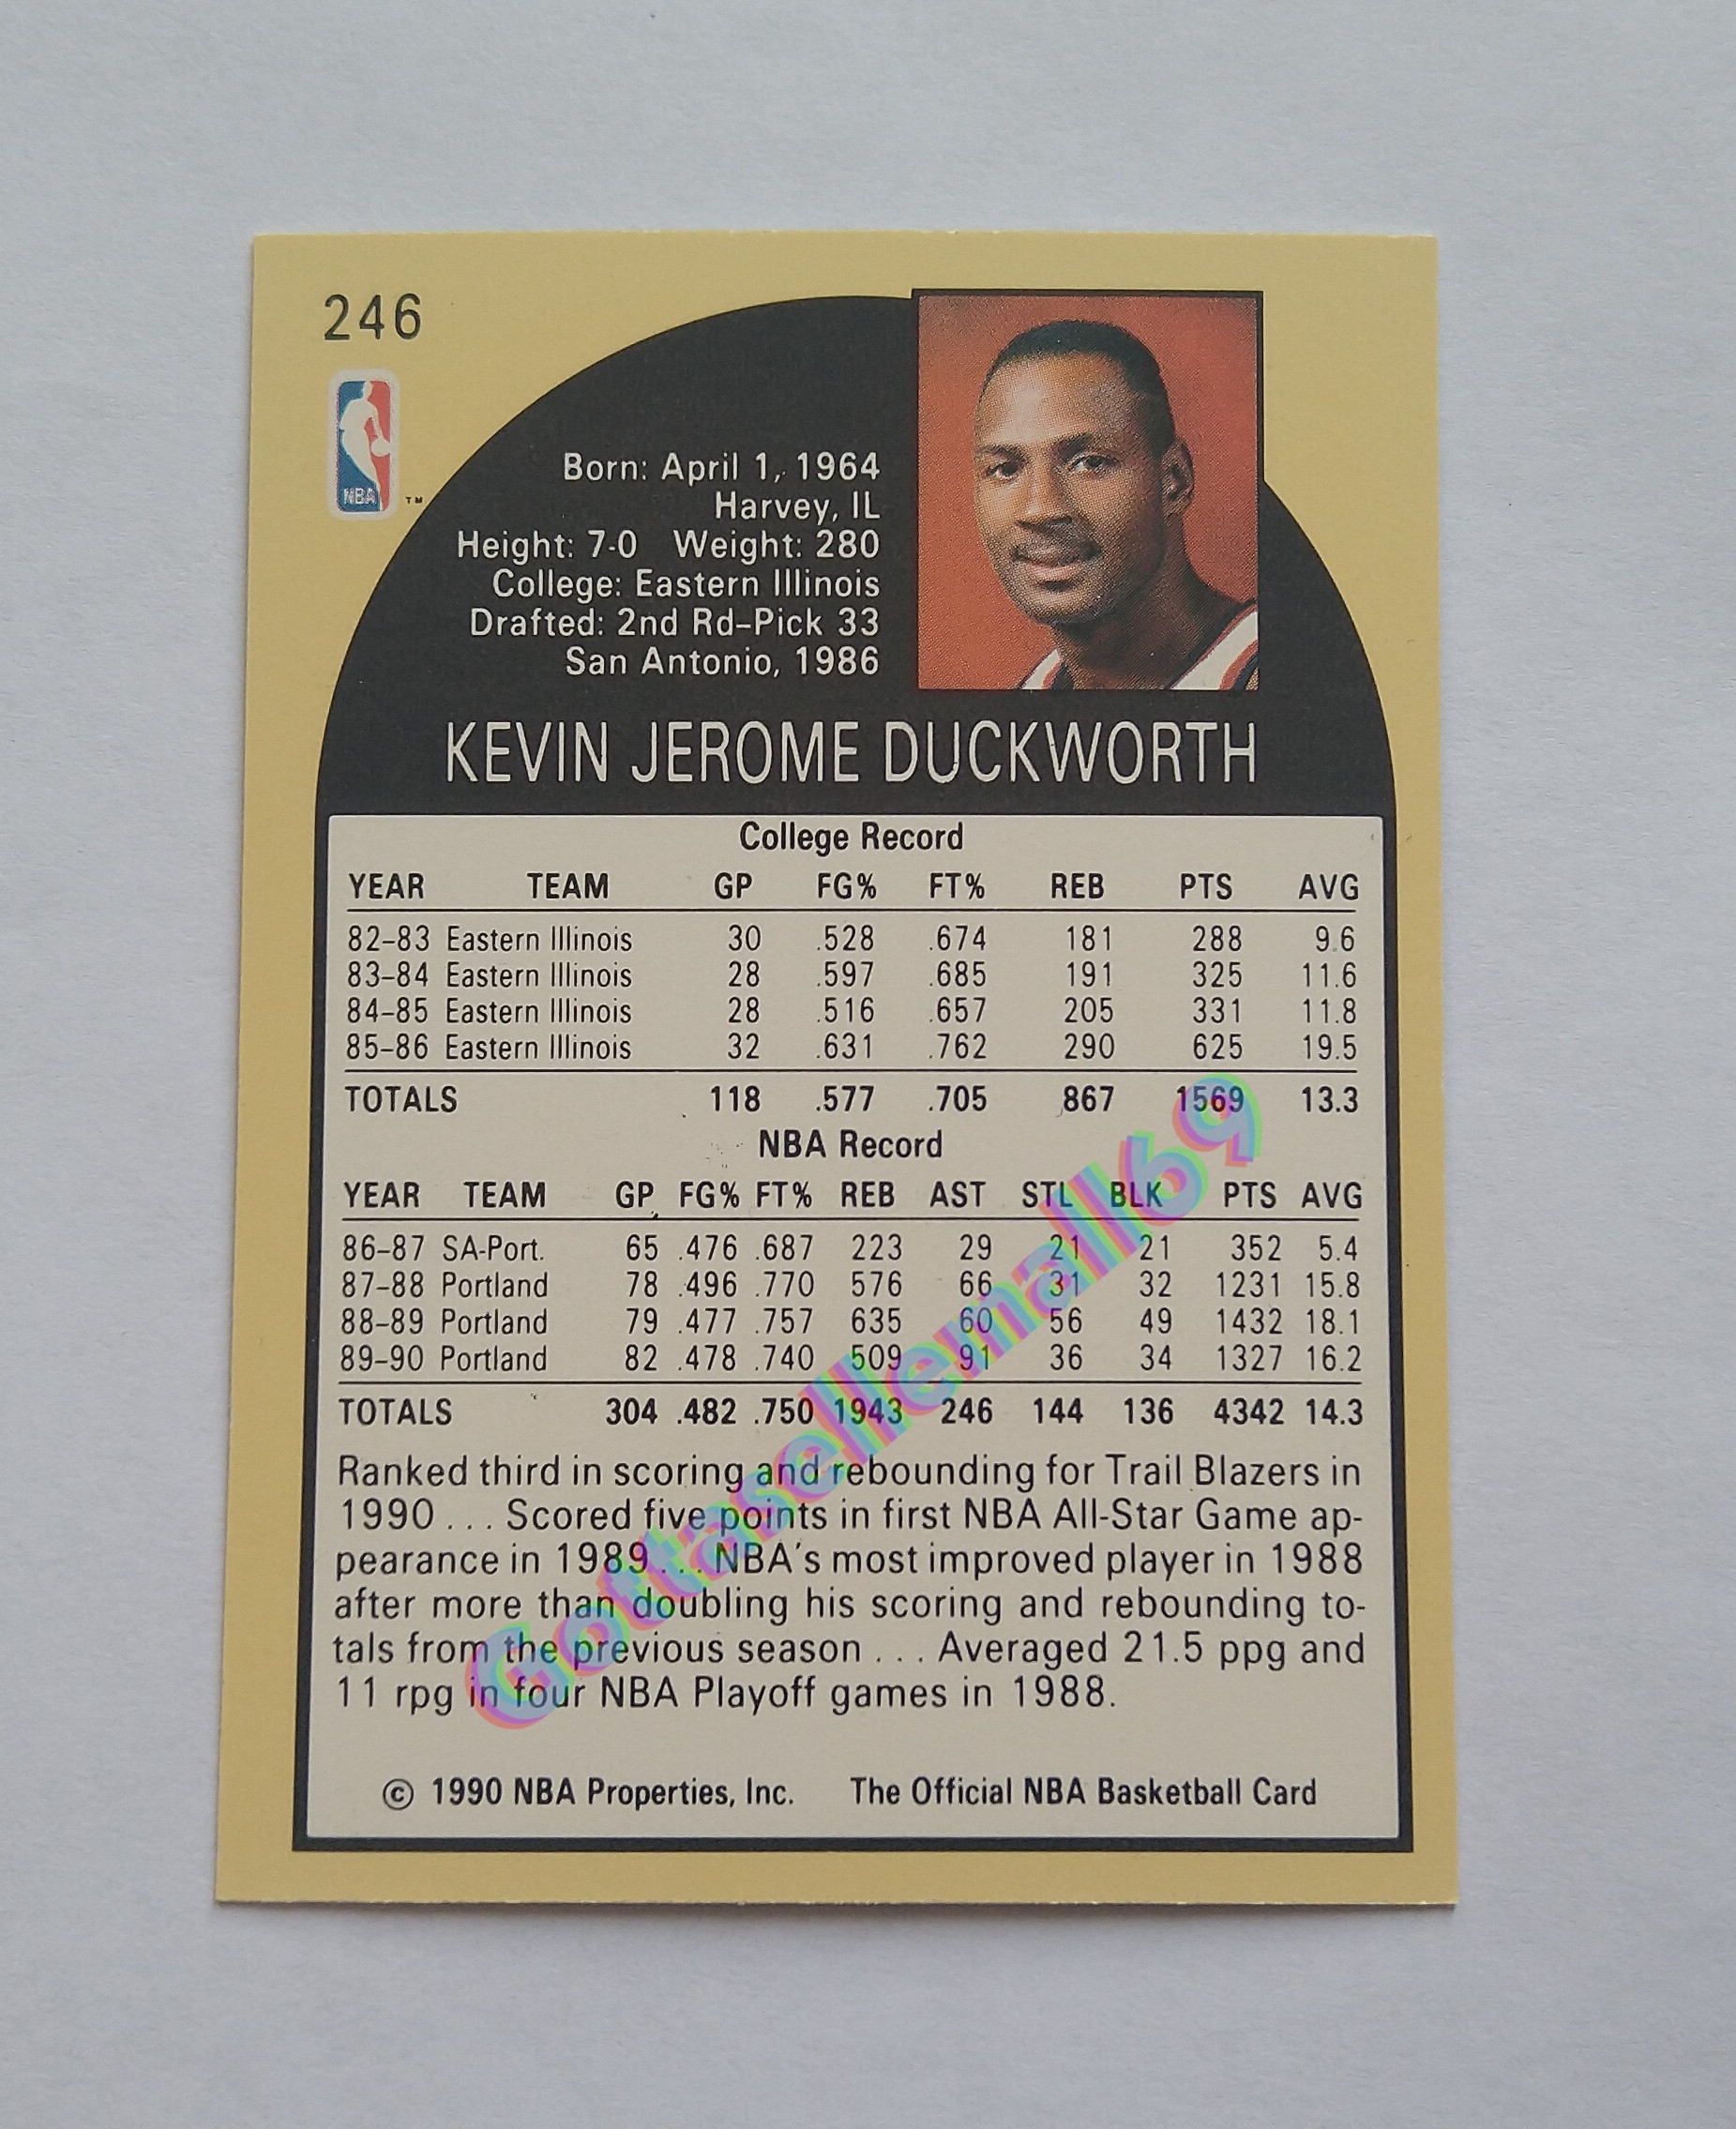 246
NBA
TM
Born: April 1, 1964
Harvey, IL
Height: 7-0 Weight: 280
College: Eastern Illinois
Drafted: 2nd Rd–Pick 33
San Antonio, 1986
KEVIN JEROME DUCKWORTH
College Record
YEAR TEAM GP FG% FT% REB PTS AVG
82–83 Eastern Illinois 30 .528 .674 181 288 9.6
83–84 Eastern Illinois 28 .597 .685 191 325 11.6
84–85 Eastern Illinois 28 .516 .657 205 331 11.8
85–86 Eastern Illinois 32 .631 .762 290 625 19.5
TOTALS 118 .577 .705 867 1569 13.3
NBA Record
YEAR TEAM GP FG% FT% REB AST STL BLK PTS AVG
86–87 SA-Port. 65 .476 .687 223 29 21 21 352 5.4
87–88 Portland 78 .496 .770 576 66 31 32 1231 15.8
88–89 Portland 79 .477 .757 635 60 56 49 1432 18.1
89–90 Portland 82 .478 .740 509 91 36 34 1327 16.2
TOTALS 304 .482 .750 1943 246 144 136 4342 14.3
Ranked third in scoring and rebounding for Trail Blazers in
1990 . . . Scored five points in first NBA All-Star Game ap-
pearance in 1989 . . . NBA's most improved player in 1988
after more than doubling his scoring and rebounding to-
tals from the previous season . . . Averaged 21.5 ppg and
11 rpg in four NBA Playoff games in 1988.
© 1990 NBA Properties, Inc. The Official NBA Basketball Card
Gottasellemall69